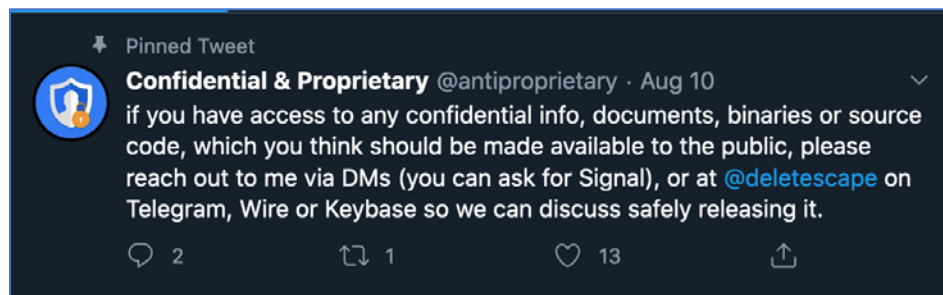 Pinned Tweet
Confidential & Proprietary @antiproprietary · Aug 10
if you have access to any confidential info, documents, binaries or source
code, which you think should be made available to the public, please
reach out to me via DMs (you can ask for Signal), or at @deletescape on
Telegram, Wire or Keybase so we can discuss safely releasing it.
2 1 13